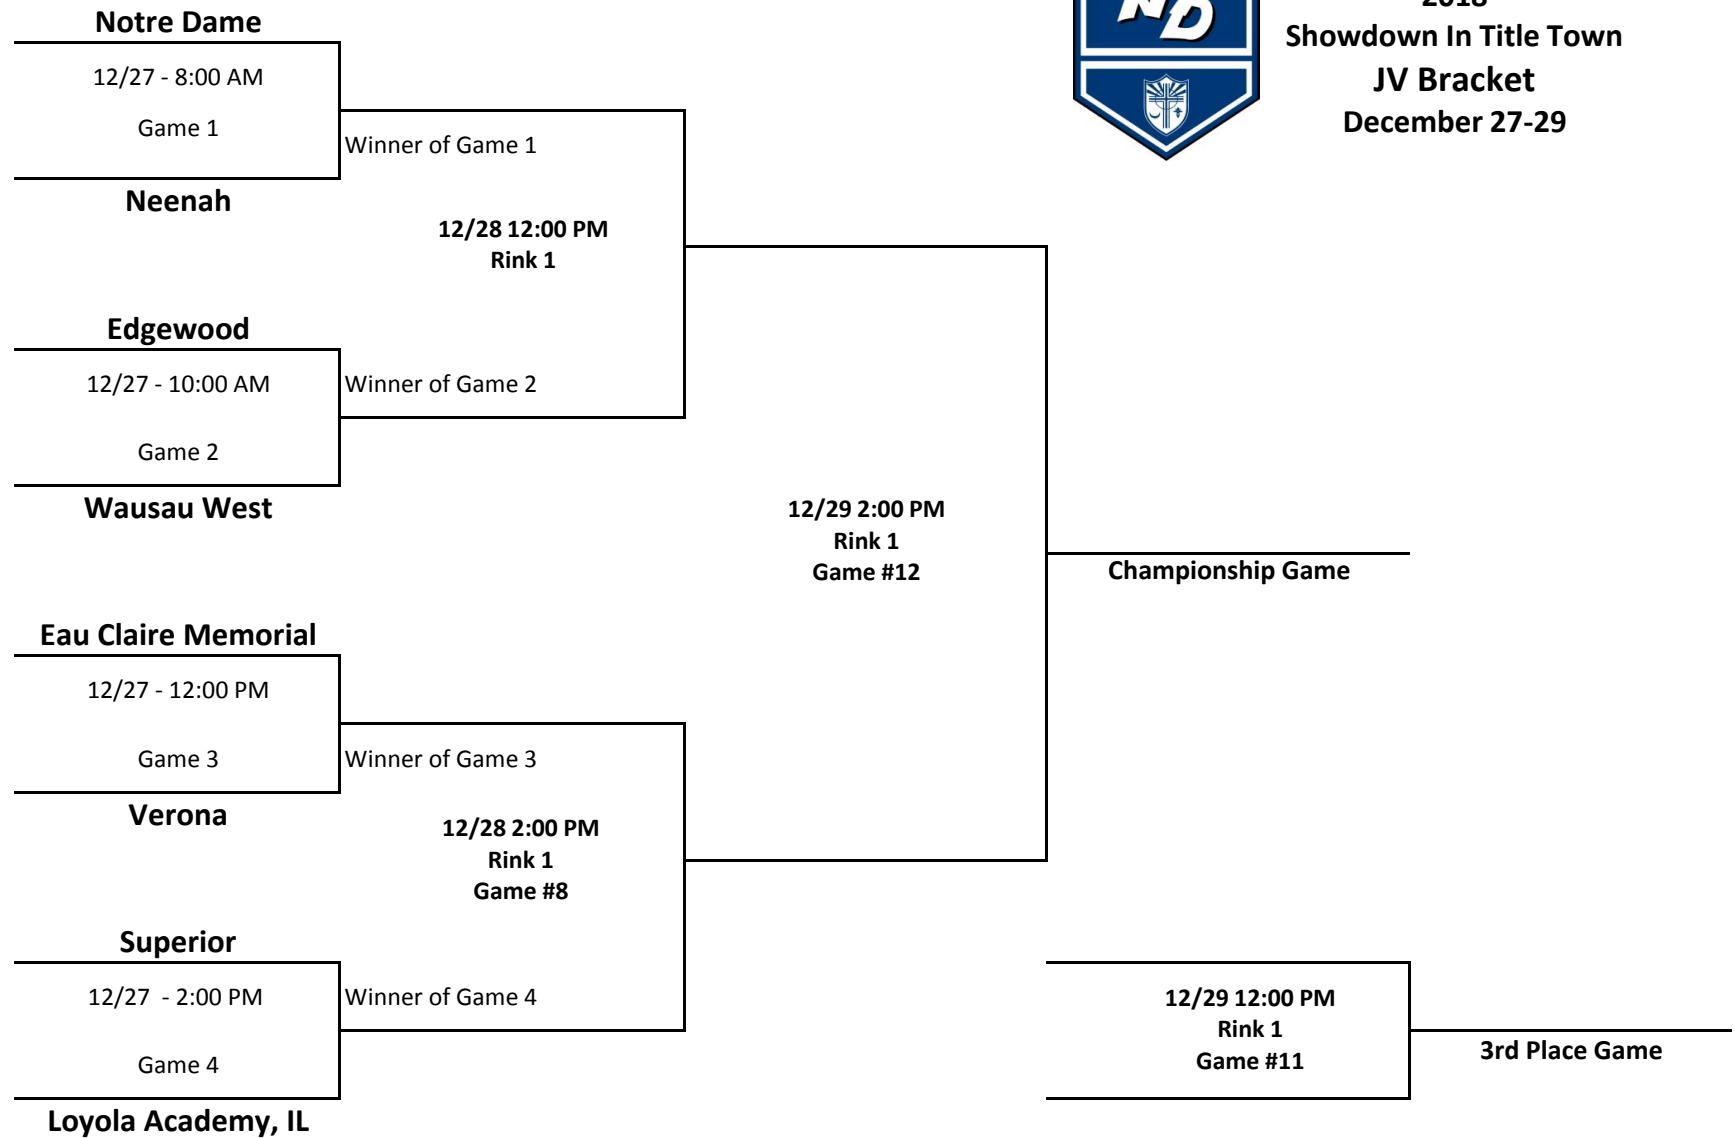 2018
Showdown In Title Town
JV Bracket
December 27-29
ND
Notre Dame
12/27 - 8:00 AM
Game 1
Neenah
Winner of Game 1
12/28 12:00 PM
Rink 1
Edgewood
12/27 - 10:00 AM
Game 2
Wausau West
Winner of Game 2
Eau Claire Memorial
12/27 - 12:00 PM
Game 3
Verona
Winner of Game 3
12/28 2:00 PM
Rink 1
Game #8
Superior
12/27  - 2:00 PM
Game 4
Loyola Academy, IL
Winner of Game 4
12/29 2:00 PM
Rink 1
Game #12
Championship Game
12/29 12:00 PM
Rink 1
Game #11
3rd Place Game